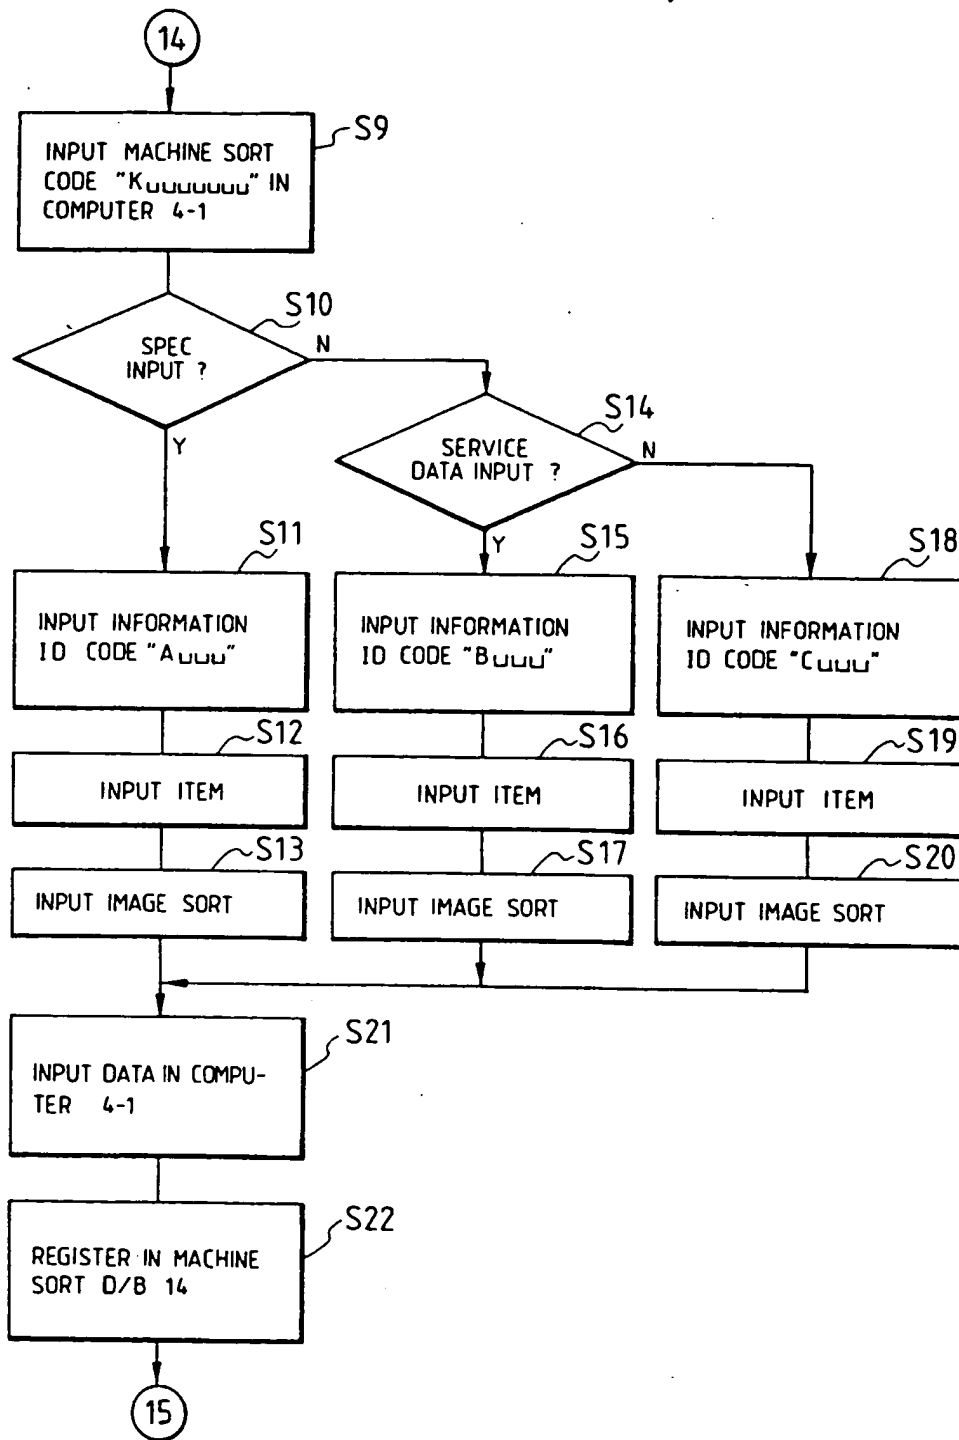 14
S9
INPUT MACHINE SORT
CODE "K␣␣␣␣␣␣␣" IN
COMPUTER 4-1
S10
SPEC
INPUT ?
N
Y
S14
SERVICE
DATA INPUT ?
N
Y
S11
INPUT INFORMATION
ID CODE "A␣␣␣"
S15
INPUT INFORMATION
ID CODE "B␣␣␣"
S18
INPUT INFORMATION
ID CODE "C␣␣␣"
S12
INPUT ITEM
S16
INPUT ITEM
S19
INPUT ITEM
S13
INPUT IMAGE SORT
S17
INPUT IMAGE SORT
S20
INPUT IMAGE SORT
S21
INPUT DATA IN COMPU-
TER 4-1
S22
REGISTER IN MACHINE
SORT D/B 14
15